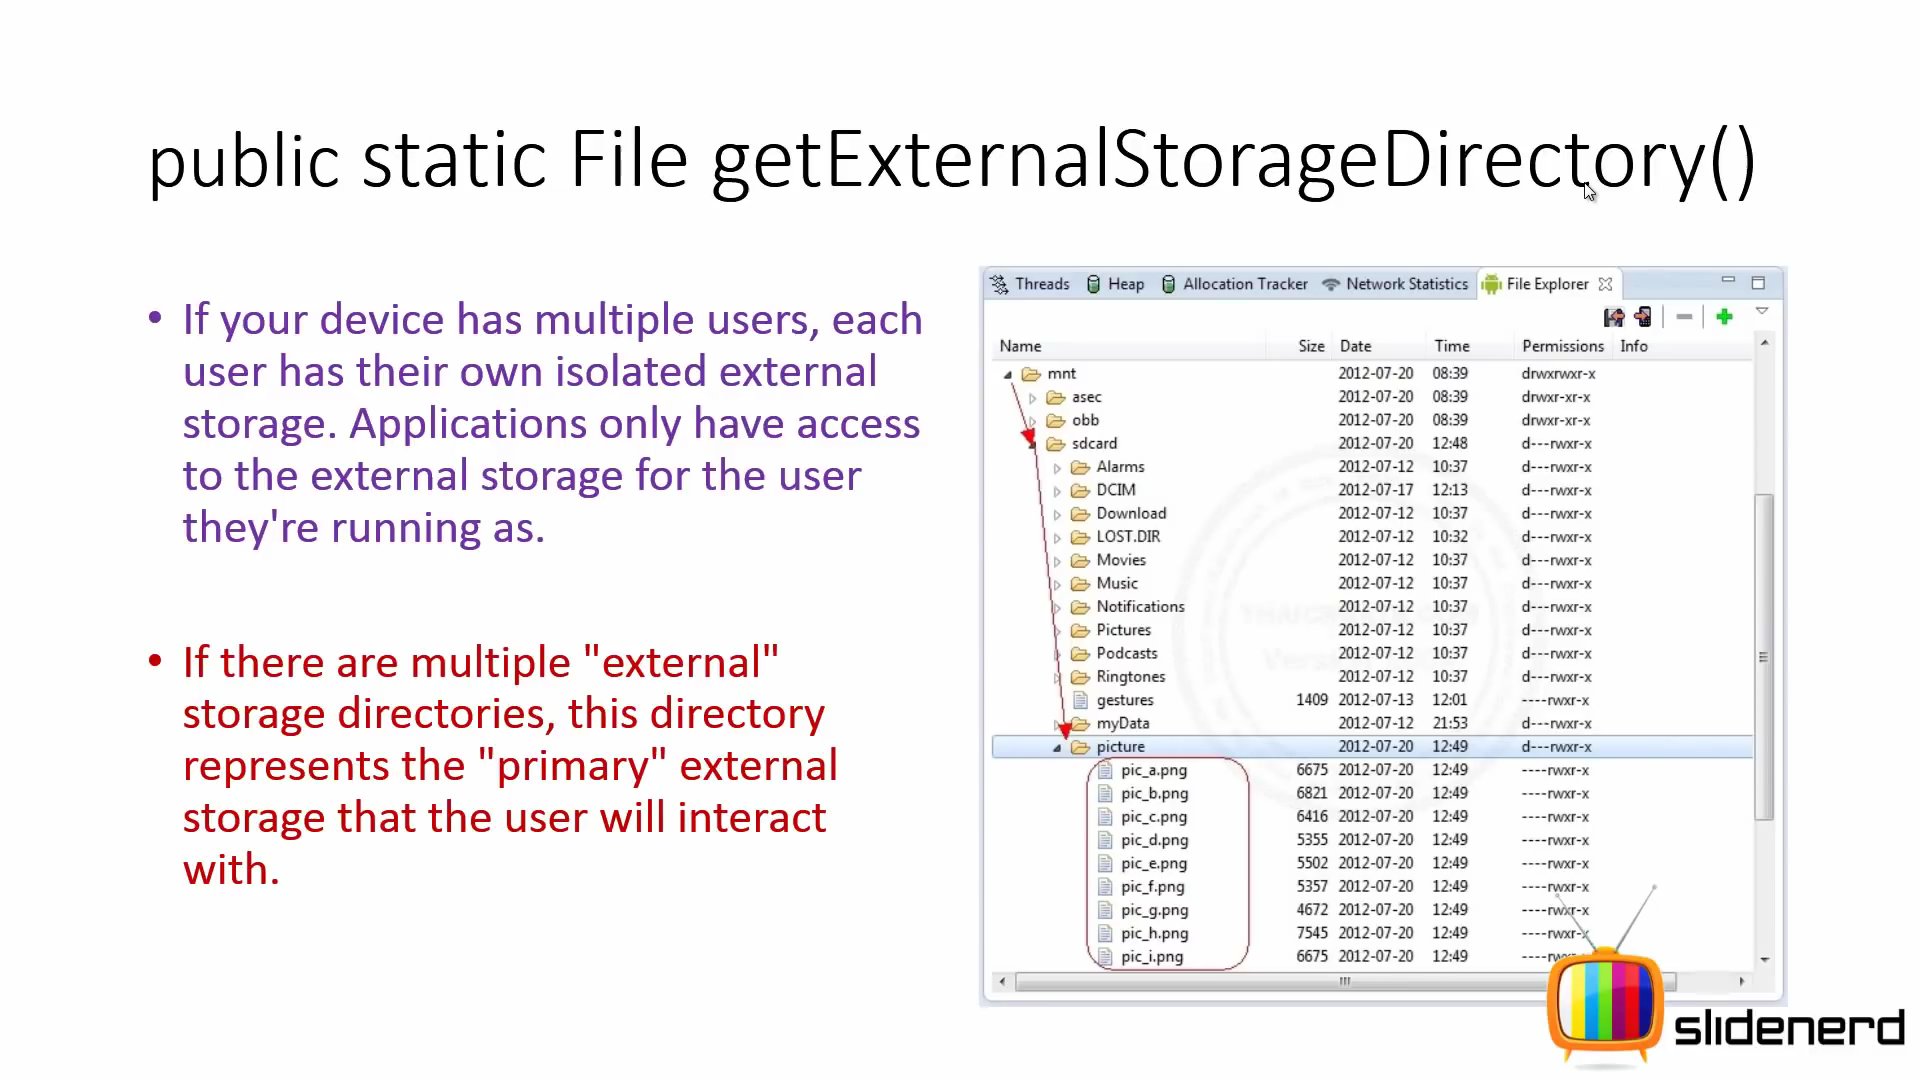 public static File getExternalStorageDirectory()
• If your device has multiple users, each
user has their own isolated external
storage. Applications only have access
to the external storage for the user
they're running as.
• If there are multiple "external"
storage directories, this directory
represents the "primary" external
storage that the user will interact
with.
Threads Heap Allocation Tracker Network Statistics File Explorer
Name Size Date Time Permissions Info
mnt 2012-07-20 08:39 drwxrwxr-x
asec 2012-07-20 08:39 drwxr-xr-x
obb 2012-07-20 08:39 drwxr-xr-x
sdcard 2012-07-20 12:48 d---rwxr-x
Alarms 2012-07-12 10:37 d---rwxr-x
DCIM 2012-07-17 12:13 d---rwxr-x
Download 2012-07-12 10:37 d---rwxr-x
LOST.DIR 2012-07-12 10:32 d---rwxr-x
Movies 2012-07-12 10:37 d---rwxr-x
Music 2012-07-12 10:37 d---rwxr-x
Notifications 2012-07-12 10:37 d---rwxr-x
Pictures 2012-07-12 10:37 d---rwxr-x
Podcasts 2012-07-12 10:37 d---rwxr-x
Ringtones 2012-07-12 10:37 d---rwxr-x
gestures 1409 2012-07-13 12:01 ----rwxr-x
myData 2012-07-12 21:53 d---rwxr-x
picture 2012-07-20 12:49 d---rwxr-x
pic_a.png 6675 2012-07-20 12:49 ----rwxr-x
pic_b.png 6821 2012-07-20 12:49 ----rwxr-x
pic_c.png 6416 2012-07-20 12:49 ----rwxr-x
pic_d.png 5355 2012-07-20 12:49 ----rwxr-x
pic_e.png 5502 2012-07-20 12:49 ----rwxr-x
pic_f.png 5357 2012-07-20 12:49 ----rwxr-x
pic_g.png 4672 2012-07-20 12:49 ----rwxr-x
pic_h.png 7545 2012-07-20 12:49 ----rwxr-x
pic_i.png 6675 2012-07-20 12:49
slidenerd